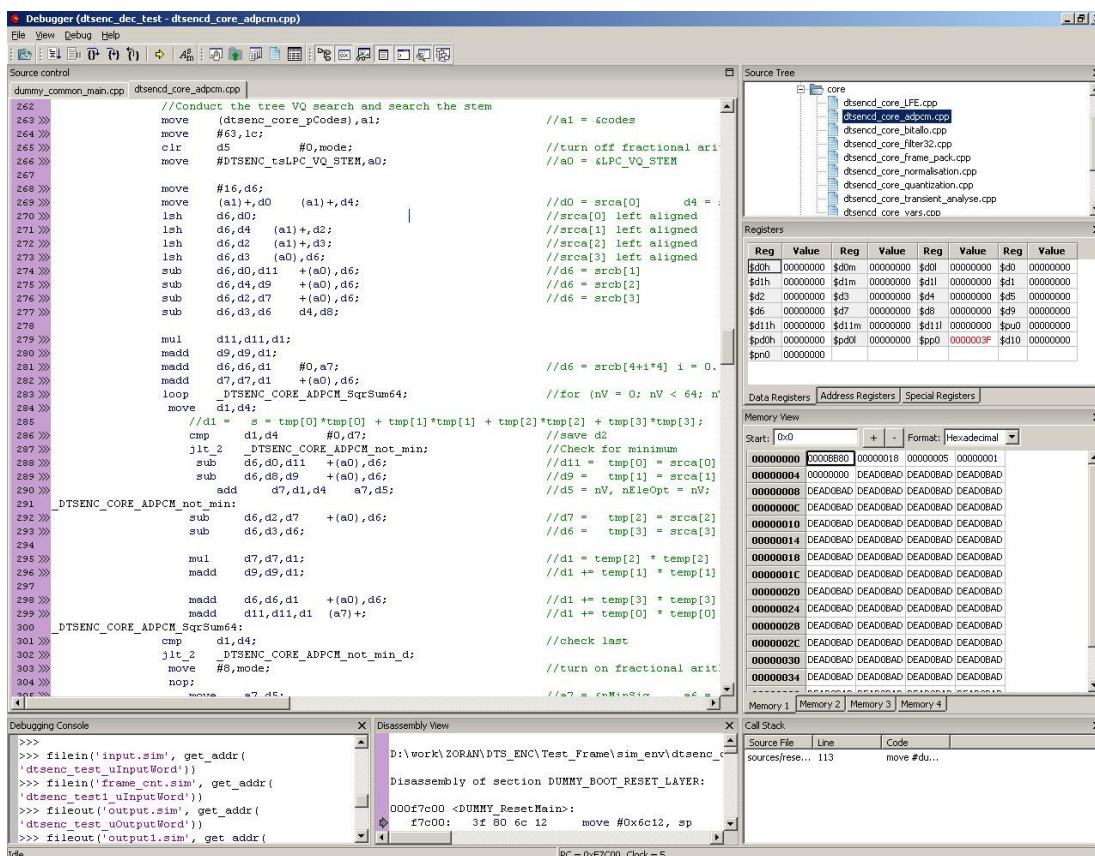 Debugger (dtsenc_dec_test - dtsencd_core_adpcm.cpp)
File View Debug Help
Source control
dummy_common_main.cpp dtsencd_core_adpcm.cpp
262 //Conduct the tree VQ search and search the stem
263 move (dtsenc_core_pCodes),a1; //a1 = &codes
264 move #63,lc;
265 clr d5 #0,mode; //turn off fractional ari
266 move #DTSENC_tsLPC_VQ_STEM,a0; //a0 = &LPC_VQ_STEM
267
268 move #16,d6;
269 move (a1)+,d0 (a1)+,d4; //d0 = srca[0] d4 =
270 lsh d6,d0; //srca[0] left aligned
271 lsh d6,d4 (a1)+,d2; //srca[1] left aligned
272 lsh d6,d2 (a1)+,d3; //srca[2] left aligned
273 lsh d6,d3 (a0),d6; //srca[3] left aligned
274 sub d6,d0,d11 +(a0),d6; //d6 = srcb[1]
275 sub d6,d4,d9 +(a0),d6; //d6 = srcb[2]
276 sub d6,d2,d7 +(a0),d6; //d6 = srcb[3]
277 sub d6,d3,d6 d4,d8;
278
279 mul d11,d11,d1;
280 madd d9,d9,d1;
281 madd d6,d6,d1 #0,a7; //d6 = srcb[4+i*4] i = 0.
282 madd d7,d7,d1 +(a0),d6;
283 loop _DTSENC_CORE_ADPCM_SqrSum64; //for (nV = 0; nV < 64; n
284 move d1,d4;
285 //d1 = s = tmp[0]*tmp[0] + tmp[1]*tmp[1] + tmp[2]*tmp[2] + tmp[3]*tmp[3];
286 cmp d1,d4 #0,d7; //save d2
287 jlt_2 _DTSENC_CORE_ADPCM_not_min; //Check for minimum
288 sub d6,d0,d11 +(a0),d6; //d11 = tmp[0] = srca[0]
289 sub d6,d8,d9 +(a0),d6; //d9 = tmp[1] = srca[1]
290 add d7,d1,d4 a7,d5; //d5 = nV, nEleOpt = nV;
291 _DTSENC_CORE_ADPCM_not_min:
292 sub d6,d2,d7 +(a0),d6; //d7 = tmp[2] = srca[2]
293 sub d6,d3,d6; //d6 = tmp[3] = srca[3]
294
295 mul d7,d7,d1; //d1 = temp[2] * temp[2]
296 madd d9,d9,d1; //d1 += temp[1] * temp[1]
297
298 madd d6,d6,d1 +(a0),d6; //d1 += temp[3] * temp[3]
299 madd d11,d11,d1 (a7)+; //d1 += temp[0] * temp[0]
300 _DTSENC_CORE_ADPCM_SqrSum64:
301 cmp d1,d4; //check last
302 jlt_2 _DTSENC_CORE_ADPCM_not_min_d;
303 move #8,mode; //turn on fractional arit
304 nop;
Source Tree
core
dtsencd_core_LFE.cpp
dtsencd_core_adpcm.cpp
dtsencd_core_bitallo.cpp
dtsencd_core_filter32.cpp
dtsencd_core_frame_pack.cpp
dtsencd_core_normalisation.cpp
dtsencd_core_quantization.cpp
dtsencd_core_transient_analyse.cpp
dtsencd_core_vars.cpp
Registers
Reg Value Reg Value Reg Value Reg Value
$d0h 00000000 $d0m 00000000 $d0l 00000000 $d0 00000000
$d1h 00000000 $d1m 00000000 $d1l 00000000 $d1 00000000
$d2 00000000 $d3 00000000 $d4 00000000 $d5 00000000
$d6 00000000 $d7 00000000 $d8 00000000 $d9 00000000
$d11h 00000000 $d11m 00000000 $d11l 00000000 $pu0 00000000
$pd0h 00000000 $pd0l 00000000 $pp0 0000003F $d10 00000000
$pn0 00000000
Data Registers Address Registers Special Registers
Memory View
Start: 0x0 + - Format: Hexadecimal
00000000 0000BB80 00000018 00000005 00000001
00000004 00000000 DEAD0BAD DEAD0BAD DEAD0BAD
00000008 DEAD0BAD DEAD0BAD DEAD0BAD DEAD0BAD
0000000C DEAD0BAD DEAD0BAD DEAD0BAD DEAD0BAD
00000010 DEAD0BAD DEAD0BAD DEAD0BAD DEAD0BAD
00000014 DEAD0BAD DEAD0BAD DEAD0BAD DEAD0BAD
00000018 DEAD0BAD DEAD0BAD DEAD0BAD DEAD0BAD
0000001C DEAD0BAD DEAD0BAD DEAD0BAD DEAD0BAD
00000020 DEAD0BAD DEAD0BAD DEAD0BAD DEAD0BAD
00000024 DEAD0BAD DEAD0BAD DEAD0BAD DEAD0BAD
00000028 DEAD0BAD DEAD0BAD DEAD0BAD DEAD0BAD
0000002C DEAD0BAD DEAD0BAD DEAD0BAD DEAD0BAD
00000030 DEAD0BAD DEAD0BAD DEAD0BAD DEAD0BAD
00000034 DEAD0BAD DEAD0BAD DEAD0BAD DEAD0BAD
Memory 1 Memory 2 Memory 3 Memory 4
Debugging Console
>>>
>>> filein('input.sim', get_addr(
'dtsenc_test_uInputWord'))
>>> filein('frame_cnt.sim', get_addr(
'dtsenc_test1_uInputWord'))
>>> fileout('output.sim', get_addr(
'dtsenc_test_uOutputWord'))
>>> fileout('output1.sim', get_addr(
Disassembly View
D:\work\ZORAN\DTS_ENC\Test_Frame\sim_env\dtsenc_
Disassembly of section DUMMY_BOOT_RESET_LAYER:
000f7c00 <DUMMY_ResetMain>:
f7c00: 3f 80 6c 12 move #0x6c12, sp
Call Stack
Source File Line Code
sources/rese... 113 move #du...
Idle PC = 0xF7C00, Clock = 5